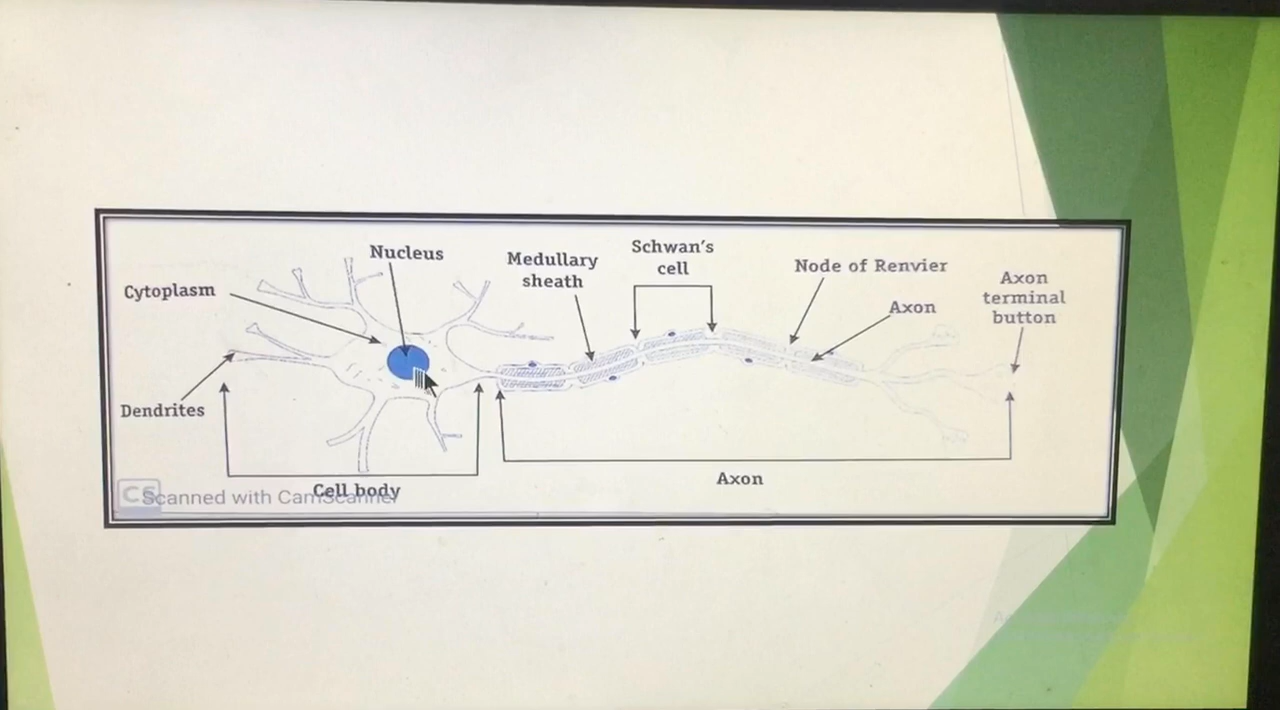 Nucleus
Cytoplasm
Dendrites
Medullary
sheath
Schwan's
cell
Node of Renvier
Axon
Axon
terminal
button
Cell body
Axon
CS
Scanned with CamScanner